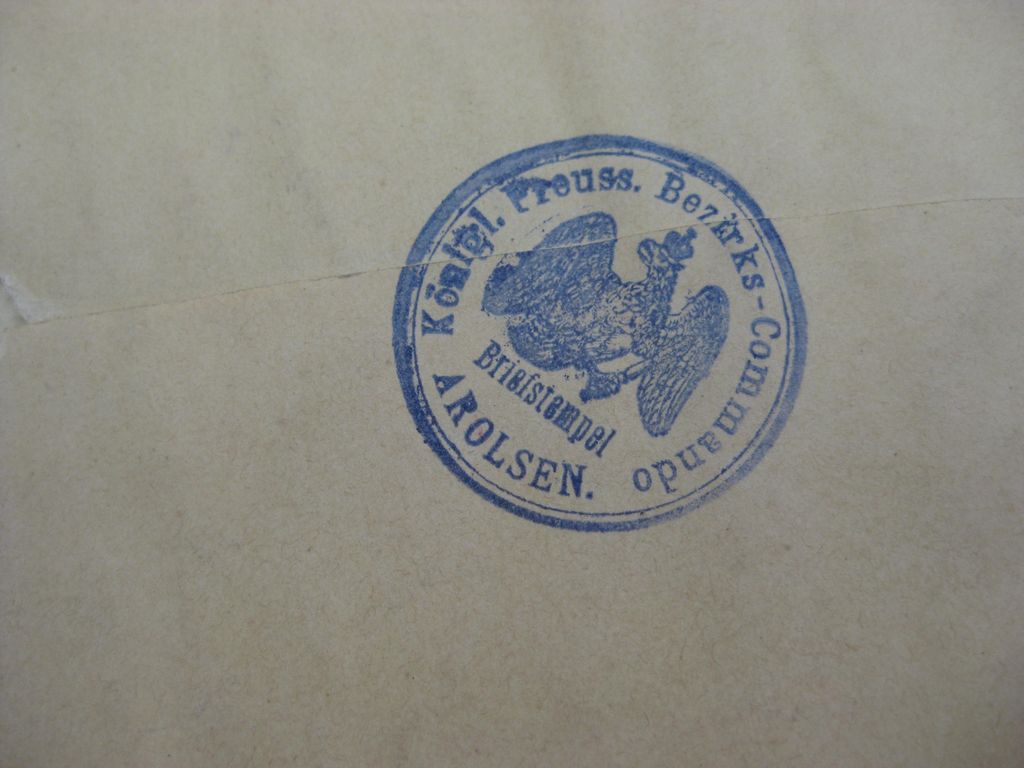 Königl. Preuss. Bezirks-Commando
Briefstempel
AROLSEN.